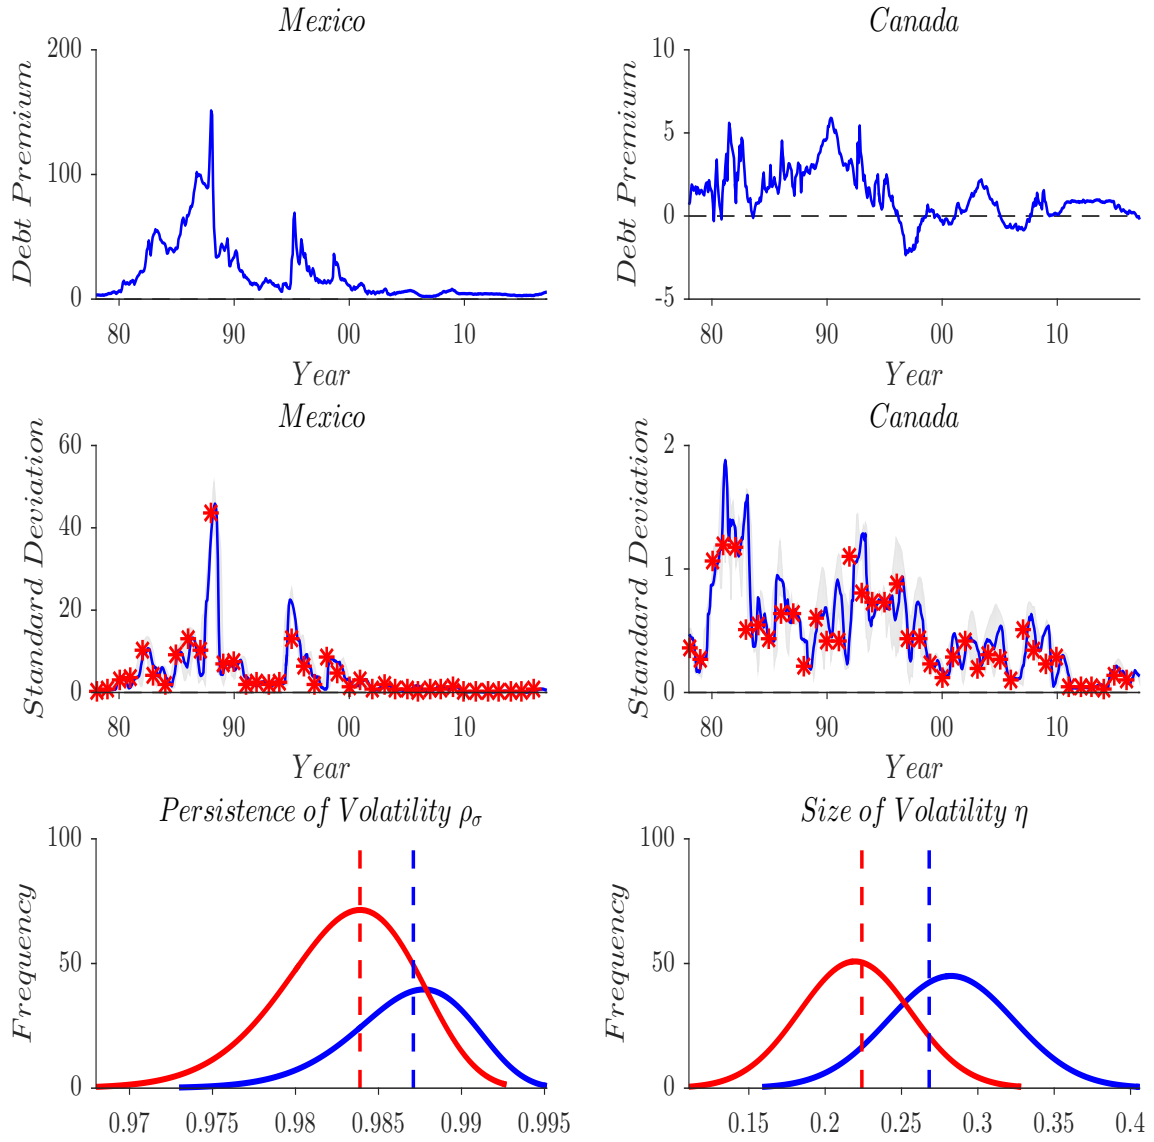 Mexico
Canada
Debt Premium
200
100
0
80 90 00 10
Year
Debt Premium
10
5
0
-5
80 90 00 10
Year
Mexico
Canada
Standard Deviation
60
40
20
0
80 90 00 10
Year
Standard Deviation
2
1
0
80 90 00 10
Year
Persistence of Volatility ρσ
Size of Volatility η
Frequency
100
50
0
0.97 0.975 0.98 0.985 0.99 0.995
Frequency
100
50
0
0.15 0.2 0.25 0.3 0.35 0.4